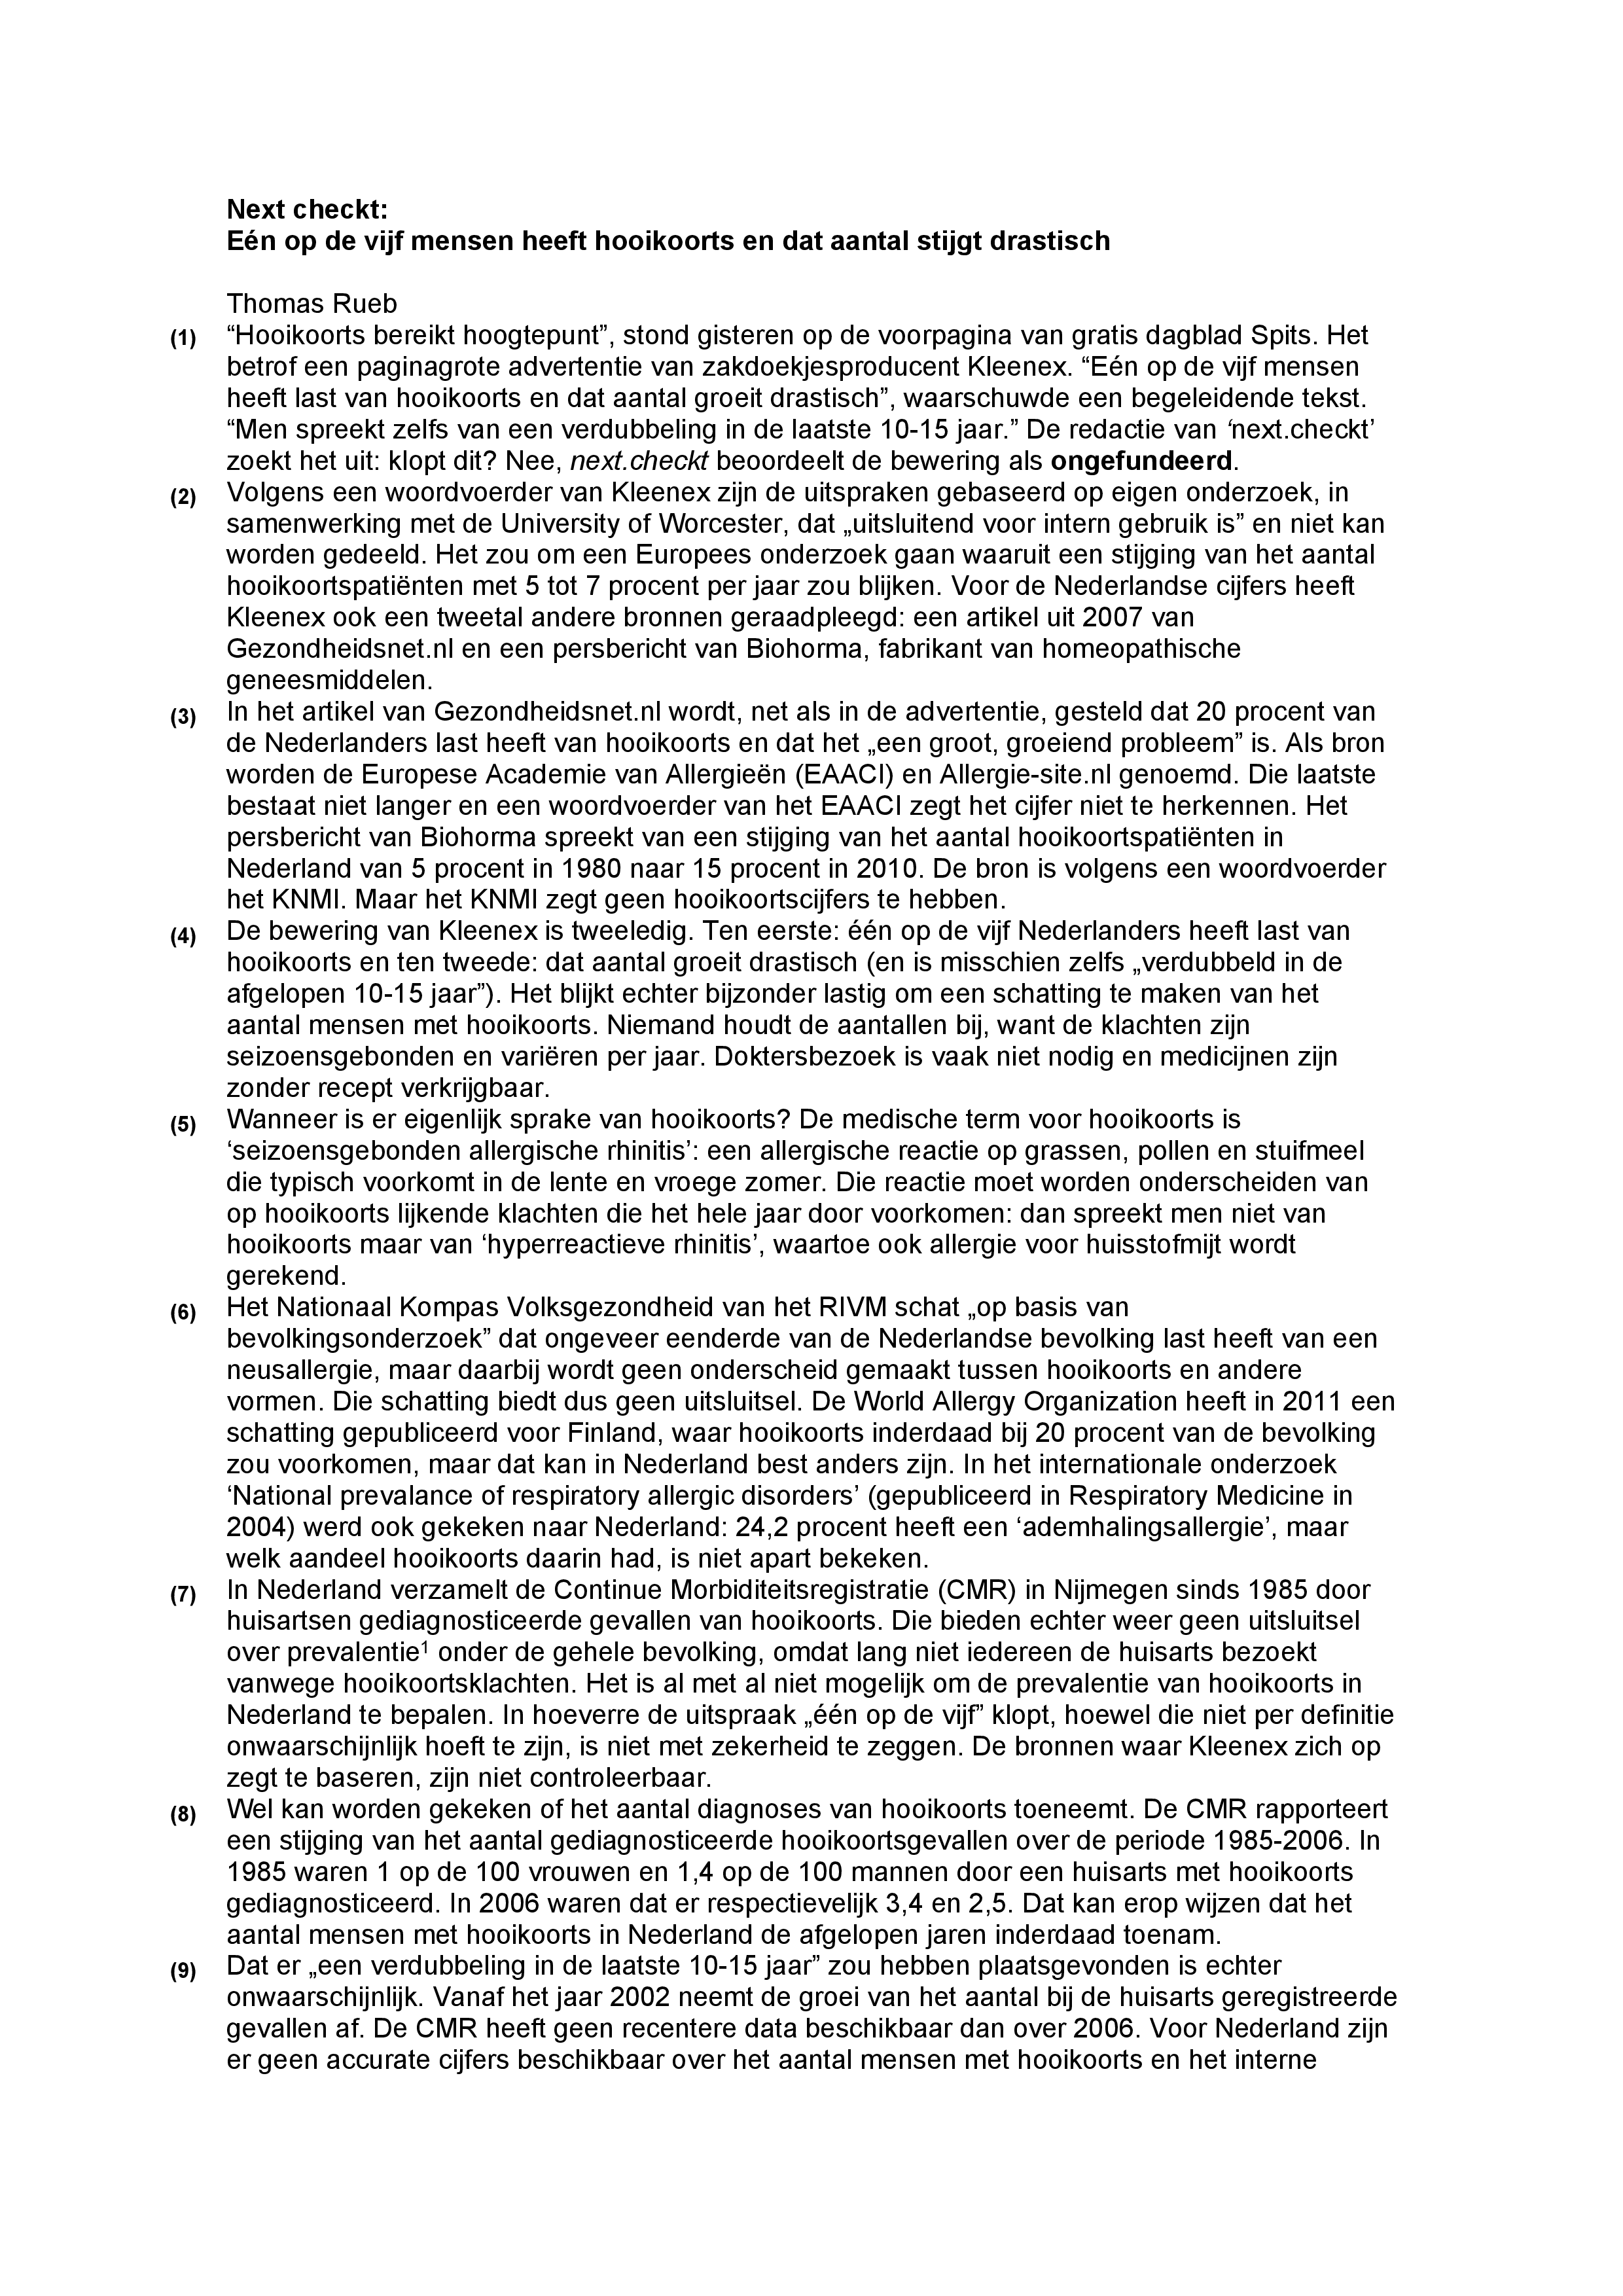 Next checkt:
Eén op de vijf mensen heeft hooikoorts en dat aantal stijgt drastisch
Thomas Rueb
(1) “Hooikoorts bereikt hoogtepunt”, stond gisteren op de voorpagina van gratis dagblad Spits. Het
betrof een paginagrote advertentie van zakdoekjesproducent Kleenex. “Eén op de vijf mensen
heeft last van hooikoorts en dat aantal groeit drastisch”, waarschuwde een begeleidende tekst.
“Men spreekt zelfs van een verdubbeling in de laatste 10-15 jaar.” De redactie van ‘next.checkt’
zoekt het uit: klopt dit? Nee, next.checkt beoordeelt de bewering als ongefundeerd.
(2) Volgens een woordvoerder van Kleenex zijn de uitspraken gebaseerd op eigen onderzoek, in
samenwerking met de University of Worcester, dat „uitsluitend voor intern gebruik is” en niet kan
worden gedeeld. Het zou om een Europees onderzoek gaan waaruit een stijging van het aantal
hooikoortspatiënten met 5 tot 7 procent per jaar zou blijken. Voor de Nederlandse cijfers heeft
Kleenex ook een tweetal andere bronnen geraadpleegd: een artikel uit 2007 van
Gezondheidsnet.nl en een persbericht van Biohorma, fabrikant van homeopathische
geneesmiddelen.
(3) In het artikel van Gezondheidsnet.nl wordt, net als in de advertentie, gesteld dat 20 procent van
de Nederlanders last heeft van hooikoorts en dat het „een groot, groeiend probleem” is. Als bron
worden de Europese Academie van Allergieën (EAACI) en Allergie-site.nl genoemd. Die laatste
bestaat niet langer en een woordvoerder van het EAACI zegt het cijfer niet te herkennen. Het
persbericht van Biohorma spreekt van een stijging van het aantal hooikoortspatiënten in
Nederland van 5 procent in 1980 naar 15 procent in 2010. De bron is volgens een woordvoerder
het KNMI. Maar het KNMI zegt geen hooikoortscijfers te hebben.
(4) De bewering van Kleenex is tweeledig. Ten eerste: één op de vijf Nederlanders heeft last van
hooikoorts en ten tweede: dat aantal groeit drastisch (en is misschien zelfs „verdubbeld in de
afgelopen 10-15 jaar”). Het blijkt echter bijzonder lastig om een schatting te maken van het
aantal mensen met hooikoorts. Niemand houdt de aantallen bij, want de klachten zijn
seizoensgebonden en variëren per jaar. Doktersbezoek is vaak niet nodig en medicijnen zijn
zonder recept verkrijgbaar.
(5) Wanneer is er eigenlijk sprake van hooikoorts? De medische term voor hooikoorts is
‘seizoensgebonden allergische rhinitis’: een allergische reactie op grassen, pollen en stuifmeel
die typisch voorkomt in de lente en vroege zomer. Die reactie moet worden onderscheiden van
op hooikoorts lijkende klachten die het hele jaar door voorkomen: dan spreekt men niet van
hooikoorts maar van ‘hyperreactieve rhinitis’, waartoe ook allergie voor huisstofmijt wordt
gerekend.
(6) Het Nationaal Kompas Volksgezondheid van het RIVM schat „op basis van
bevolkingsonderzoek” dat ongeveer eenderde van de Nederlandse bevolking last heeft van een
neusallergie, maar daarbij wordt geen onderscheid gemaakt tussen hooikoorts en andere
vormen. Die schatting biedt dus geen uitsluitsel. De World Allergy Organization heeft in 2011 een
schatting gepubliceerd voor Finland, waar hooikoorts inderdaad bij 20 procent van de bevolking
zou voorkomen, maar dat kan in Nederland best anders zijn. In het internationale onderzoek
‘National prevalance of respiratory allergic disorders’ (gepubliceerd in Respiratory Medicine in
2004) werd ook gekeken naar Nederland: 24,2 procent heeft een ‘ademhalingsallergie’, maar
welk aandeel hooikoorts daarin had, is niet apart bekeken.
(7) In Nederland verzamelt de Continue Morbiditeitsregistratie (CMR) in Nijmegen sinds 1985 door
huisartsen gediagnosticeerde gevallen van hooikoorts. Die bieden echter weer geen uitsluitsel
over prevalentie¹ onder de gehele bevolking, omdat lang niet iedereen de huisarts bezoekt
vanwege hooikoortsklachten. Het is al met al niet mogelijk om de prevalentie van hooikoorts in
Nederland te bepalen. In hoeverre de uitspraak „één op de vijf” klopt, hoewel die niet per definitie
onwaarschijnlijk hoeft te zijn, is niet met zekerheid te zeggen. De bronnen waar Kleenex zich op
zegt te baseren, zijn niet controleerbaar.
(8) Wel kan worden gekeken of het aantal diagnoses van hooikoorts toeneemt. De CMR rapporteert
een stijging van het aantal gediagnosticeerde hooikoortsgevallen over de periode 1985-2006. In
1985 waren 1 op de 100 vrouwen en 1,4 op de 100 mannen door een huisarts met hooikoorts
gediagnosticeerd. In 2006 waren dat er respectievelijk 3,4 en 2,5. Dat kan erop wijzen dat het
aantal mensen met hooikoorts in Nederland de afgelopen jaren inderdaad toenam.
(9) Dat er „een verdubbeling in de laatste 10-15 jaar” zou hebben plaatsgevonden is echter
onwaarschijnlijk. Vanaf het jaar 2002 neemt de groei van het aantal bij de huisarts geregistreerde
gevallen af. De CMR heeft geen recentere data beschikbaar dan over 2006. Voor Nederland zijn
er geen accurate cijfers beschikbaar over het aantal mensen met hooikoorts en het interne